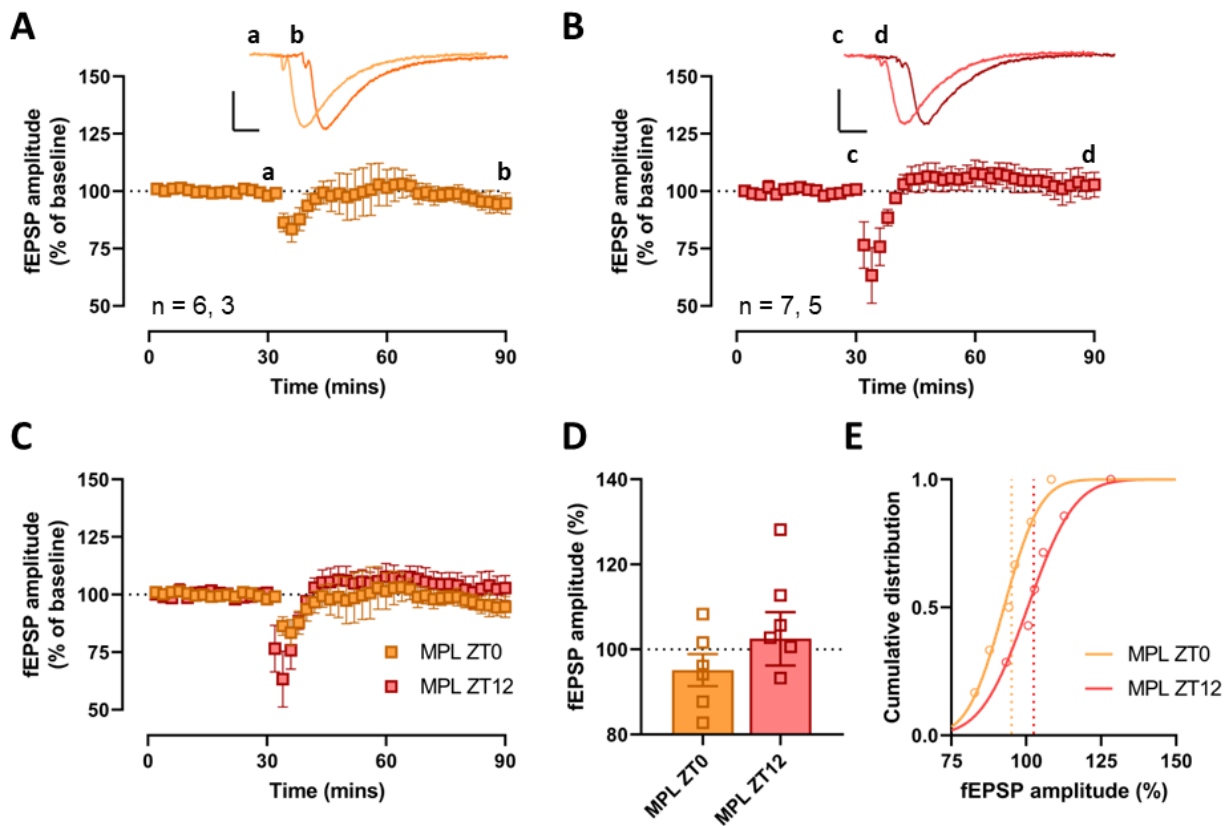 A
a b
150
125
100
75
50
fEPSP amplitude
(% of baseline)
a
b
n = 6, 3
0 30 60 90
Time (mins)
B
c d
150
125
100
75
50
fEPSP amplitude
(% of baseline)
c
d
n = 7, 5
0 30 60 90
Time (mins)
C
150
125
100
75
50
fEPSP amplitude
(% of baseline)
MPL ZT0
MPL ZT12
0 30 60 90
Time (mins)
D
140
120
100
80
fEPSP amplitude (%)
MPL ZT0
MPL ZT12
E
1.0
0.5
0.0
Cumulative distribution
MPL ZT0
MPL ZT12
75 100 125 150
fEPSP amplitude (%)